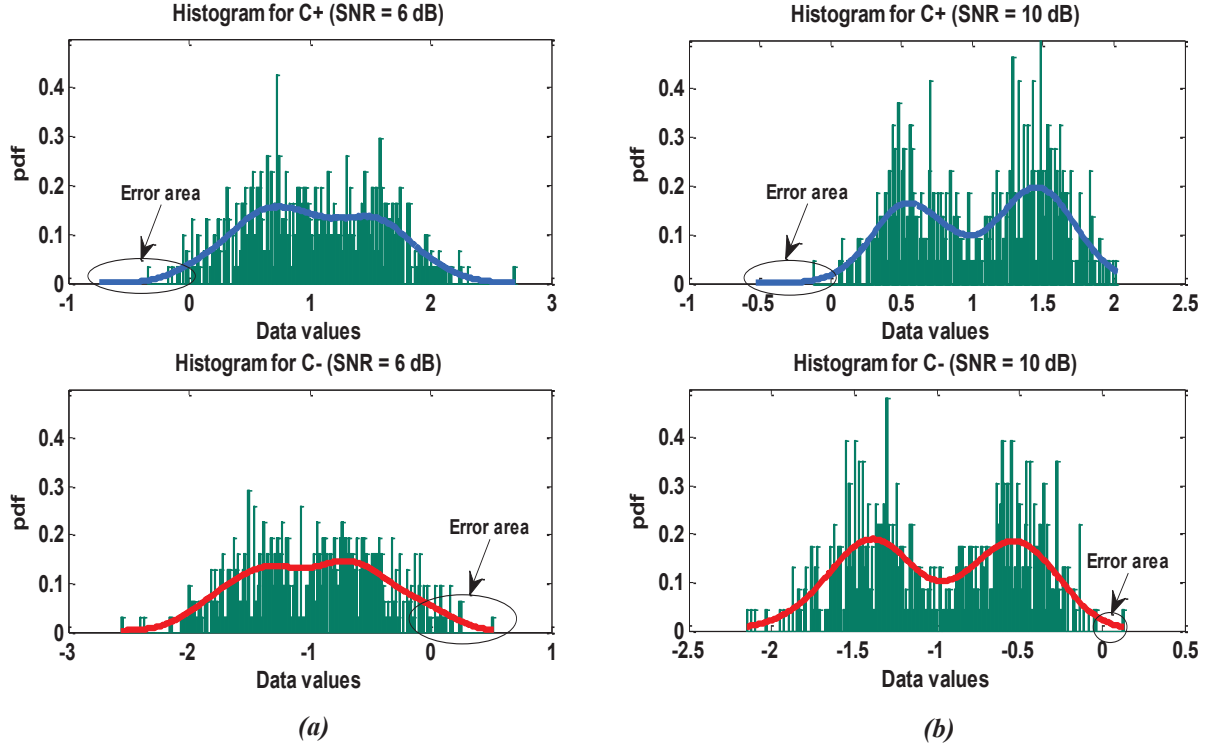 Histogram for C+ (SNR = 6 dB)
0.4
0.3
0.2
0.1
0
pdf
Error area
-1
0
1
2
3
Data values
Histogram for C+ (SNR = 10 dB)
0.4
0.3
0.2
0.1
0
pdf
Error area
-1
-0.5
0
0.5
1
1.5
2
2.5
Data values
Histogram for C- (SNR = 6 dB)
0.4
0.3
0.2
0.1
0
pdf
Error area
-3
-2
-1
0
1
Data values
(a)
Histogram for C- (SNR = 10 dB)
0.4
0.3
0.2
0.1
0
pdf
Error area
-2.5
-2
-1.5
-1
-0.5
0
0.5
Data values
(b)